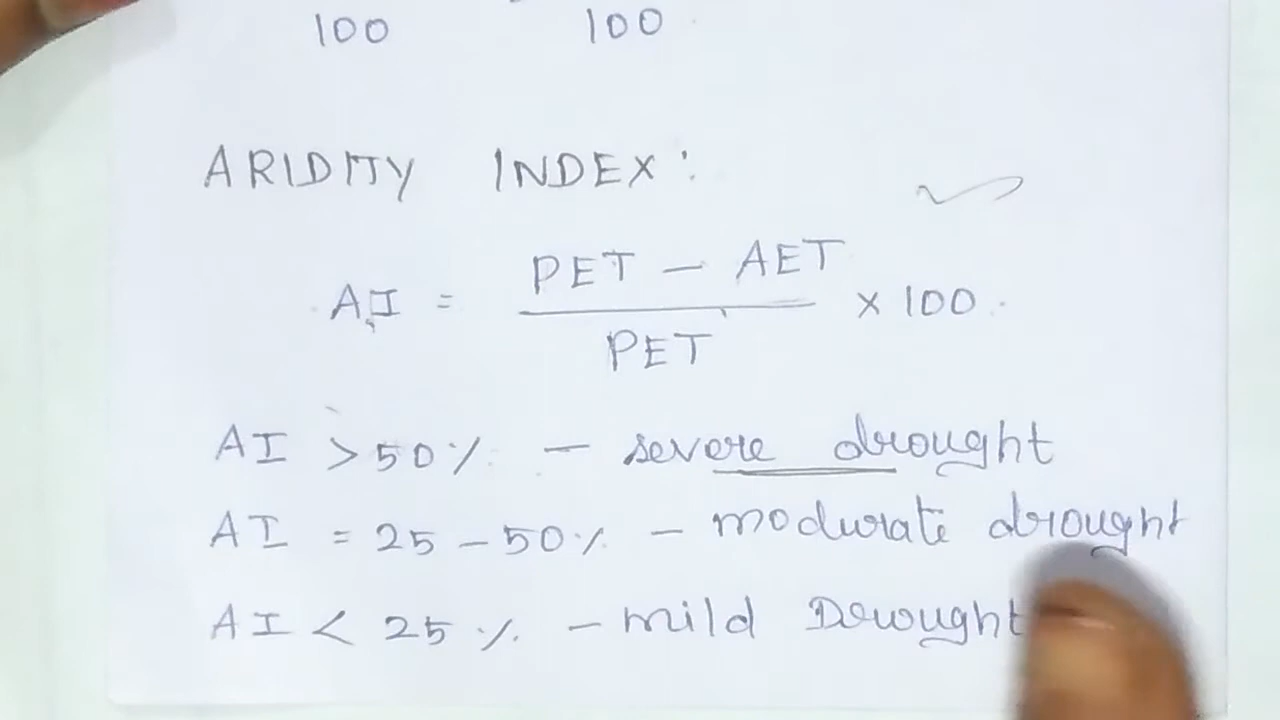 100 100
ARIDITY INDEX:
PET - AET
AI = × 100
PET
AI > 50% - severe drought
AI = 25 - 50% - modurate drought
AI < 25% - mild Drought